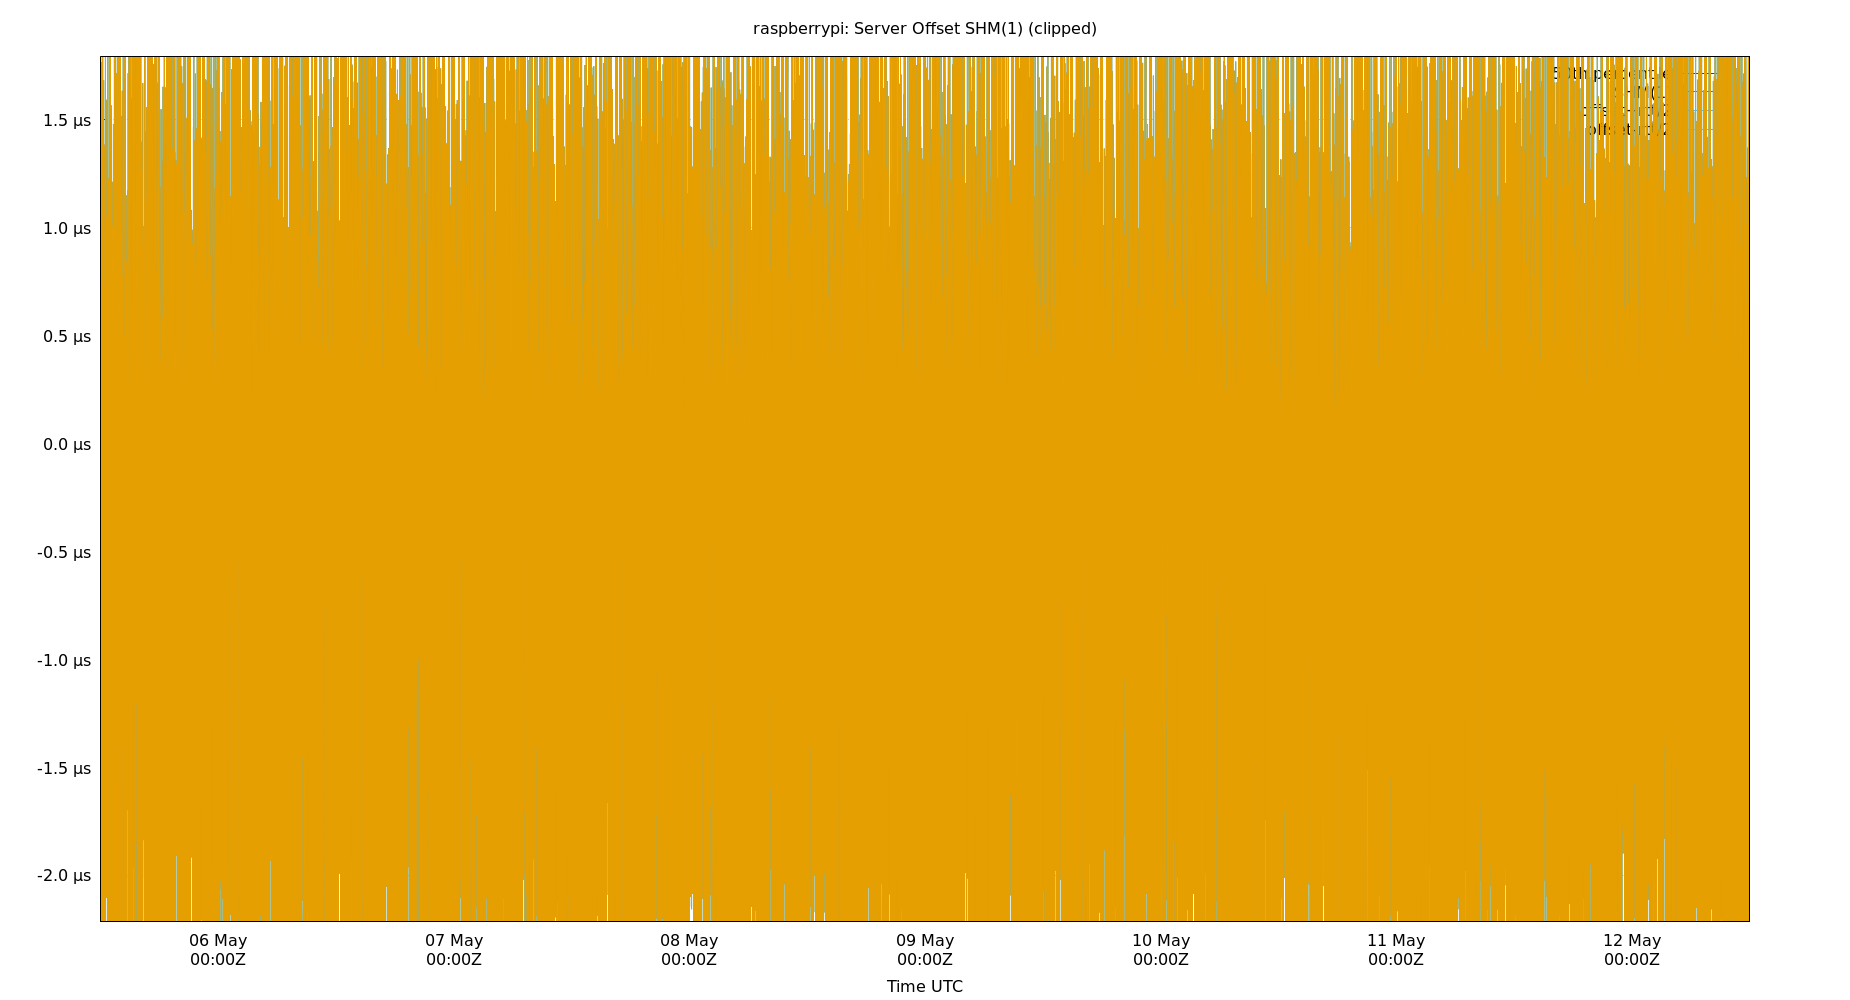 raspberrypi: Server Offset SHM(1) (clipped)
1.5 µs
1.0 µs
0.5 µs
0.0 µs
-0.5 µs
-1.0 µs
-1.5 µs
-2.0 µs
06 May
00:00Z
07 May
00:00Z
08 May
00:00Z
09 May
00:00Z
10 May
00:00Z
11 May
00:00Z
12 May
00:00Z
Time UTC